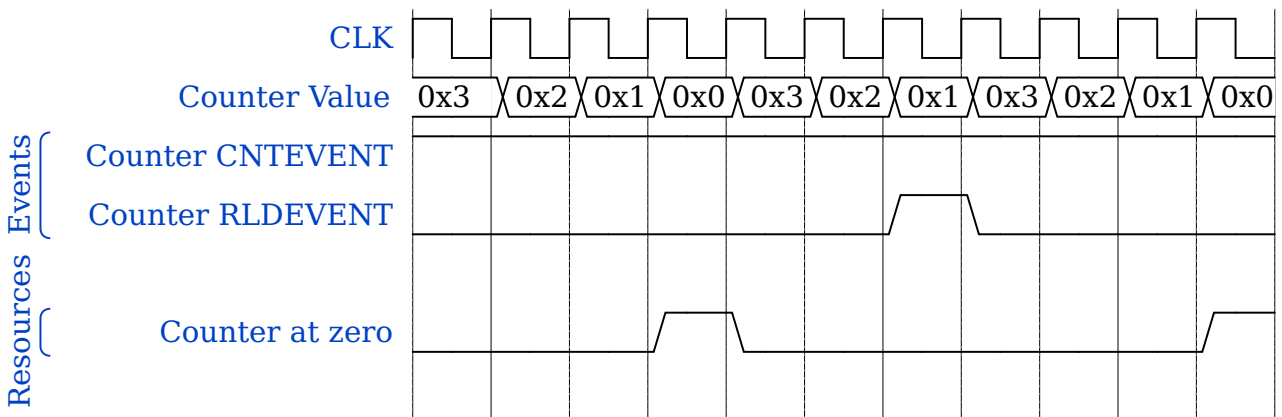 CLK
Counter Value 0x3 0x2 0x1 0x0 0x3 0x2 0x1 0x3 0x2 0x1 0x0
Events
Counter CNTEVENT
Counter RLDEVENT
Resources
Counter at zero